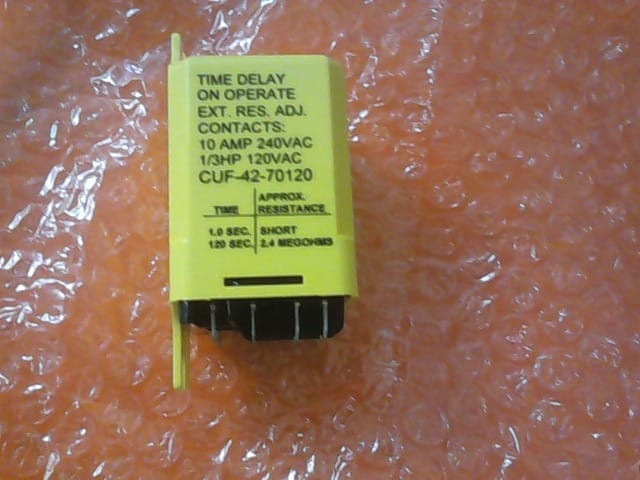 TIME DELAY
ON OPERATE
EXT. RES. ADJ.
CONTACTS:
10 AMP 240VAC
1/3HP 120VAC
CUF-42-70120
TIME APPROX. RESISTANCE
1.0 SEC. SHORT
120 SEC. 2.4 MEGOHMS